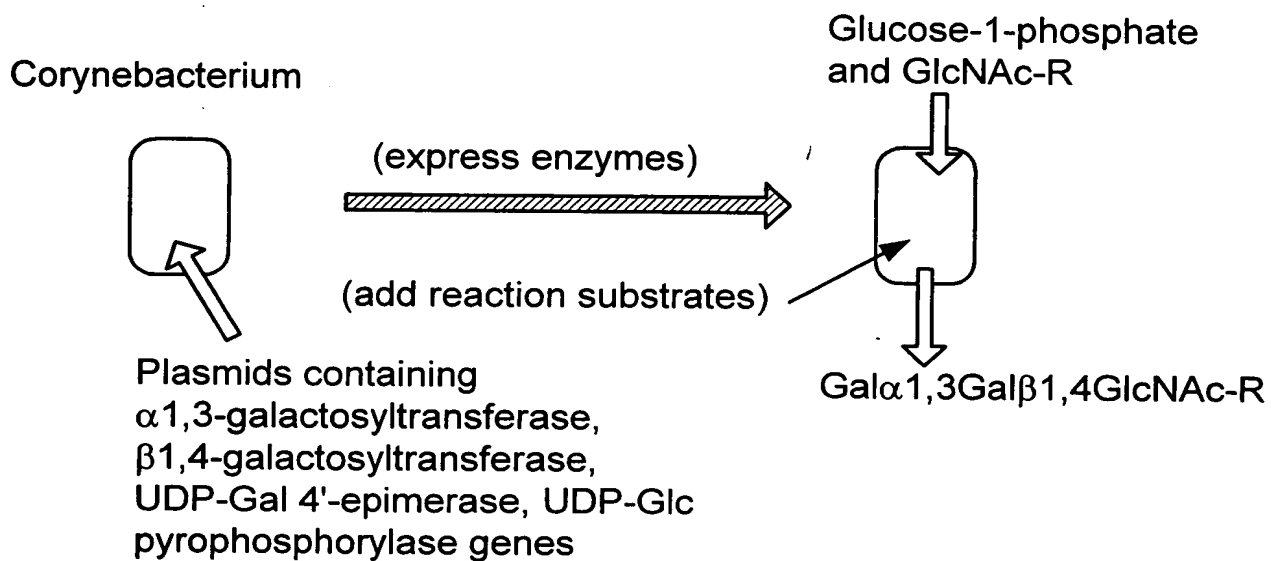 Corynebacterium
Glucose-1-phosphate
and GlcNAc-R
(express enzymes)
(add reaction substrates)
Plasmids containing
α1,3-galactosyltransferase,
β1,4-galactosyltransferase,
UDP-Gal 4'-epimerase, UDP-Glc
pyrophosphorylase genes
Galα1,3Galβ1,4GlcNAc-R